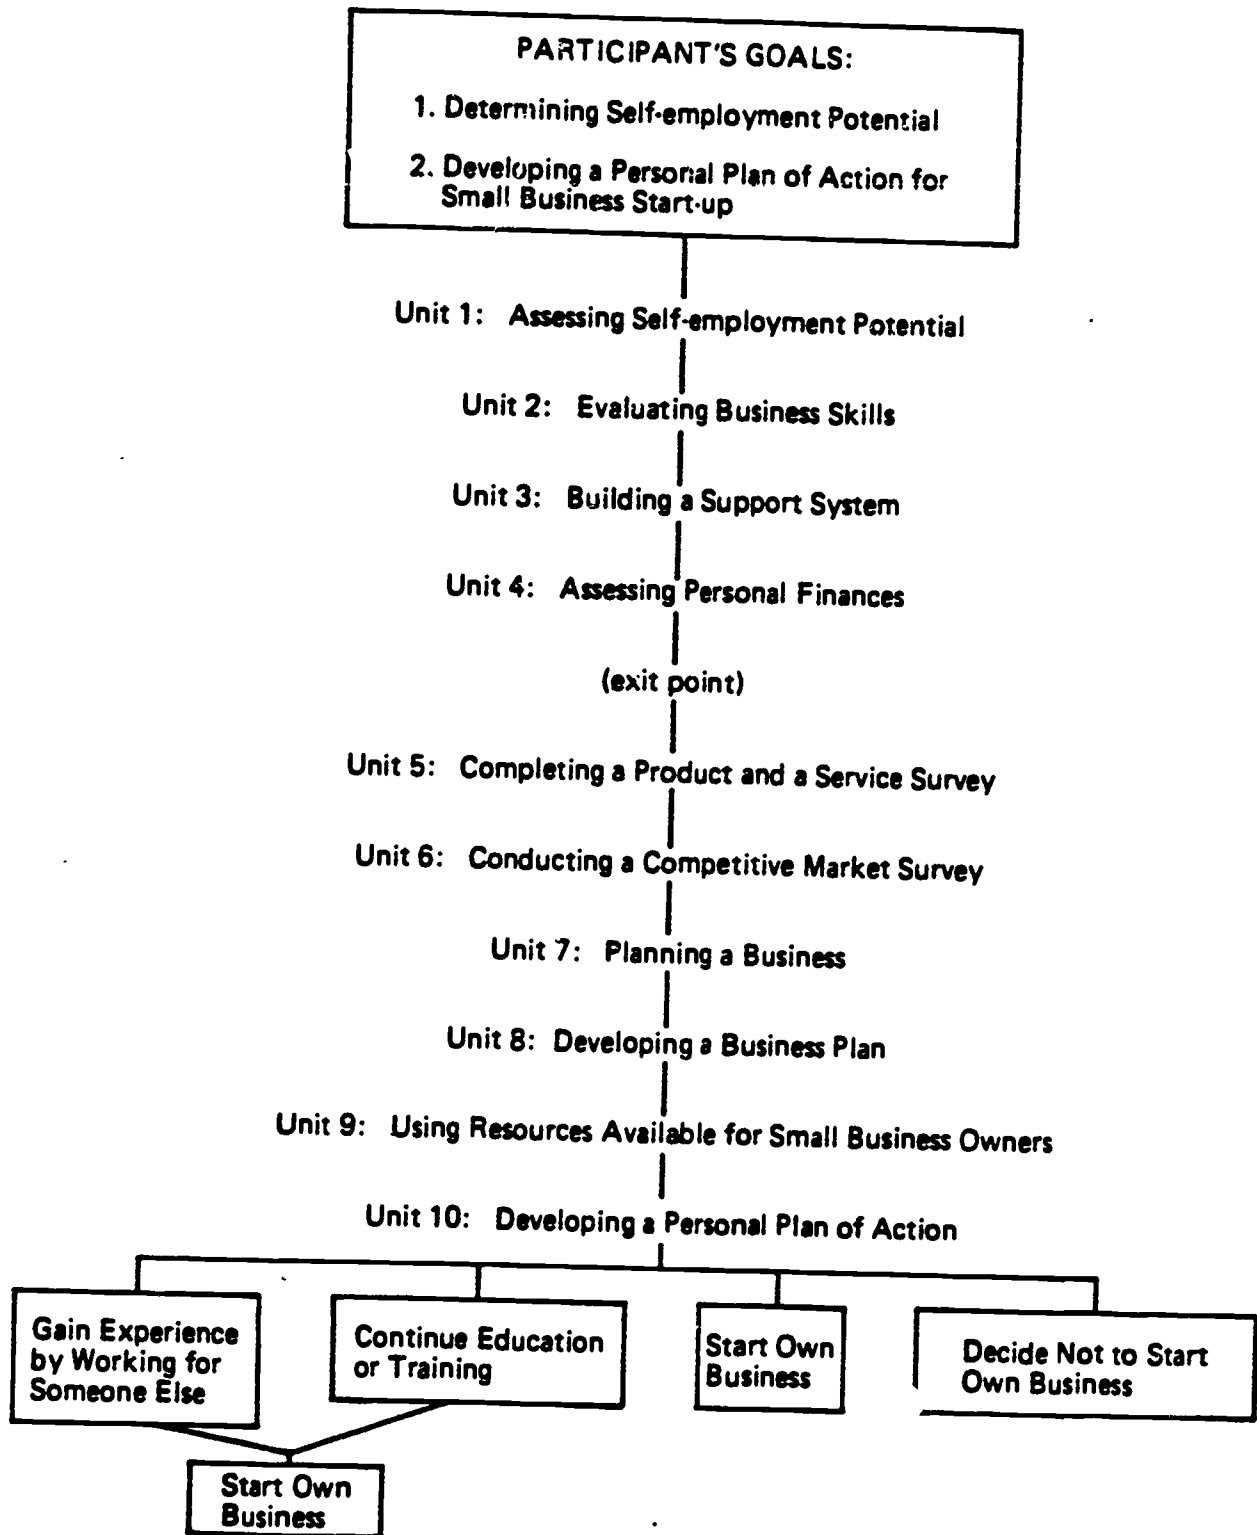 PARTICIPANT'S GOALS:
1. Determining Self-employment Potential
2. Developing a Personal Plan of Action for
Small Business Start-up
Unit 1: Assessing Self-employment Potential
Unit 2: Evaluating Business Skills
Unit 3: Building a Support System
Unit 4: Assessing Personal Finances
(exit point)
Unit 5: Completing a Product and a Service Survey
Unit 6: Conducting a Competitive Market Survey
Unit 7: Planning a Business
Unit 8: Developing a Business Plan
Unit 9: Using Resources Available for Small Business Owners
Unit 10: Developing a Personal Plan of Action
Gain Experience
by Working for
Someone Else
Continue Education
or Training
Start Own
Business
Decide Not to Start
Own Business
Start Own
Business